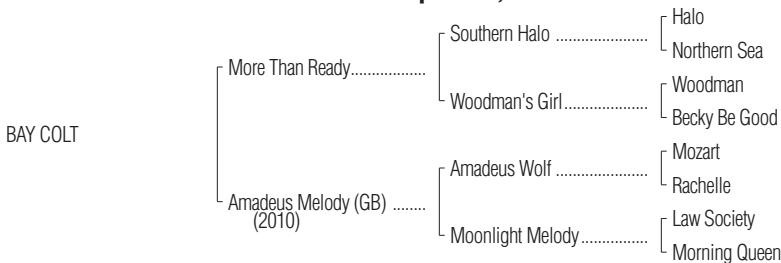 Halo
Southern Halo .....................
Northern Sea
More Than Ready..................
Woodman
Woodman's Girl...................
Becky Be Good
BAY COLT
Mozart
Amadeus Wolf .....................
Rachelle
Amadeus Melody (GB) ........
(2010)
Law Society
Moonlight Melody...............
Morning Queen